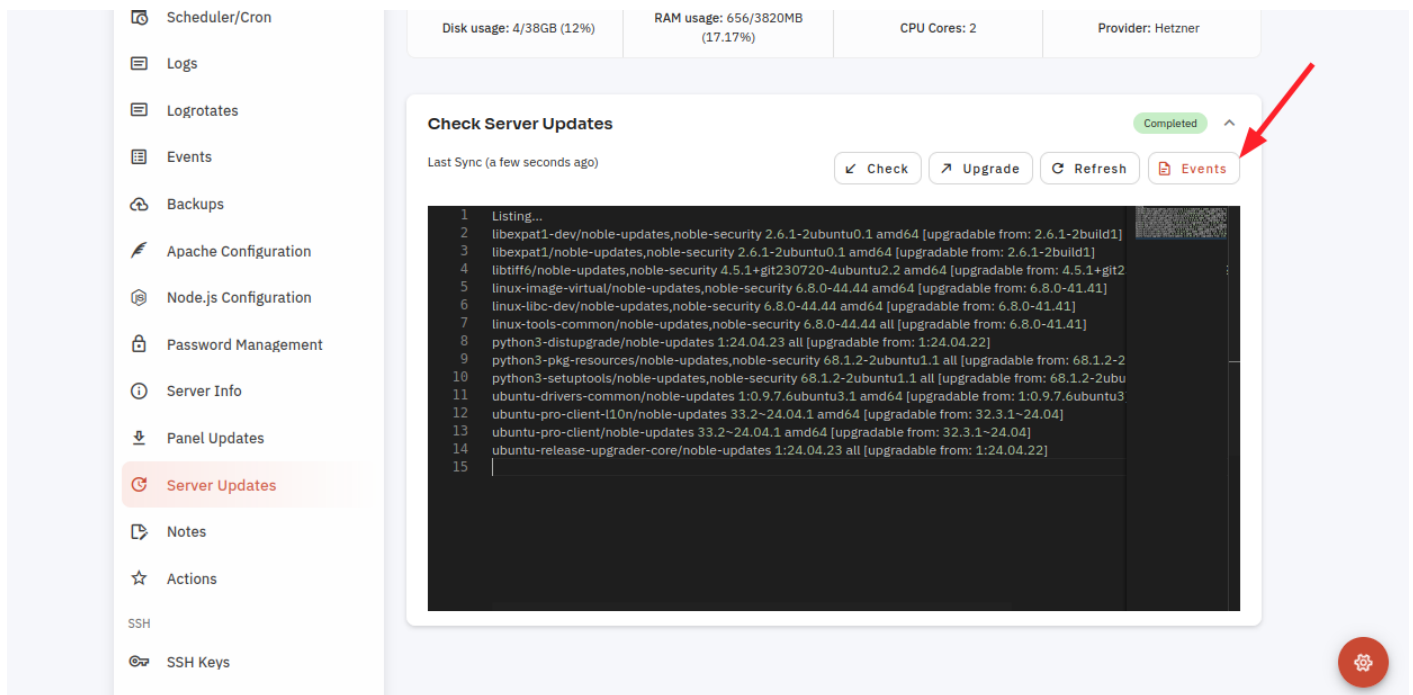 Scheduler/Cron
Logs
Logrotates
Events
Backups
Apache Configuration
Node.js Configuration
Password Management
Server Info
Panel Updates
Server Updates
Notes
Actions
SSH
SSH Keys
Disk usage: 4/38GB (12%)
RAM usage: 656/3820MB
(17.17%)
CPU Cores: 2
Provider: Hetzner
Check Server Updates
Completed
Last Sync (a few seconds ago)
Check
Upgrade
Refresh
Events
1 Listing...
2 libexpat1-dev/noble-updates,noble-security 2.6.1-2ubuntu0.1 amd64 [upgradable from: 2.6.1-2build1]
3 libexpat1/noble-updates,noble-security 2.6.1-2ubuntu0.1 amd64 [upgradable from: 2.6.1-2build1]
4 libtiff6/noble-updates,noble-security 4.5.1+git230720-4ubuntu2.2 amd64 [upgradable from: 4.5.1+git2
5 linux-image-virtual/noble-updates,noble-security 6.8.0-44.44 amd64 [upgradable from: 6.8.0-41.41]
6 linux-libc-dev/noble-updates,noble-security 6.8.0-44.44 amd64 [upgradable from: 6.8.0-41.41]
7 linux-tools-common/noble-updates,noble-security 6.8.0-44.44 all [upgradable from: 6.8.0-41.41]
8 python3-distupgrade/noble-updates 1:24.04.23 all [upgradable from: 1:24.04.22]
9 python3-pkg-resources/noble-updates,noble-security 68.1.2-2ubuntu1.1 all [upgradable from: 68.1.2-2
10 python3-setuptools/noble-updates,noble-security 68.1.2-2ubuntu1.1 all [upgradable from: 68.1.2-2ubu
11 ubuntu-drivers-common/noble-updates 1:0.9.7.6ubuntu3.1 amd64 [upgradable from: 1:0.9.7.6ubuntu3
12 ubuntu-pro-client-l10n/noble-updates 33.2~24.04.1 amd64 [upgradable from: 32.3.1~24.04]
13 ubuntu-pro-client/noble-updates 33.2~24.04.1 amd64 [upgradable from: 32.3.1~24.04]
14 ubuntu-release-upgrader-core/noble-updates 1:24.04.23 all [upgradable from: 1:24.04.22]
15